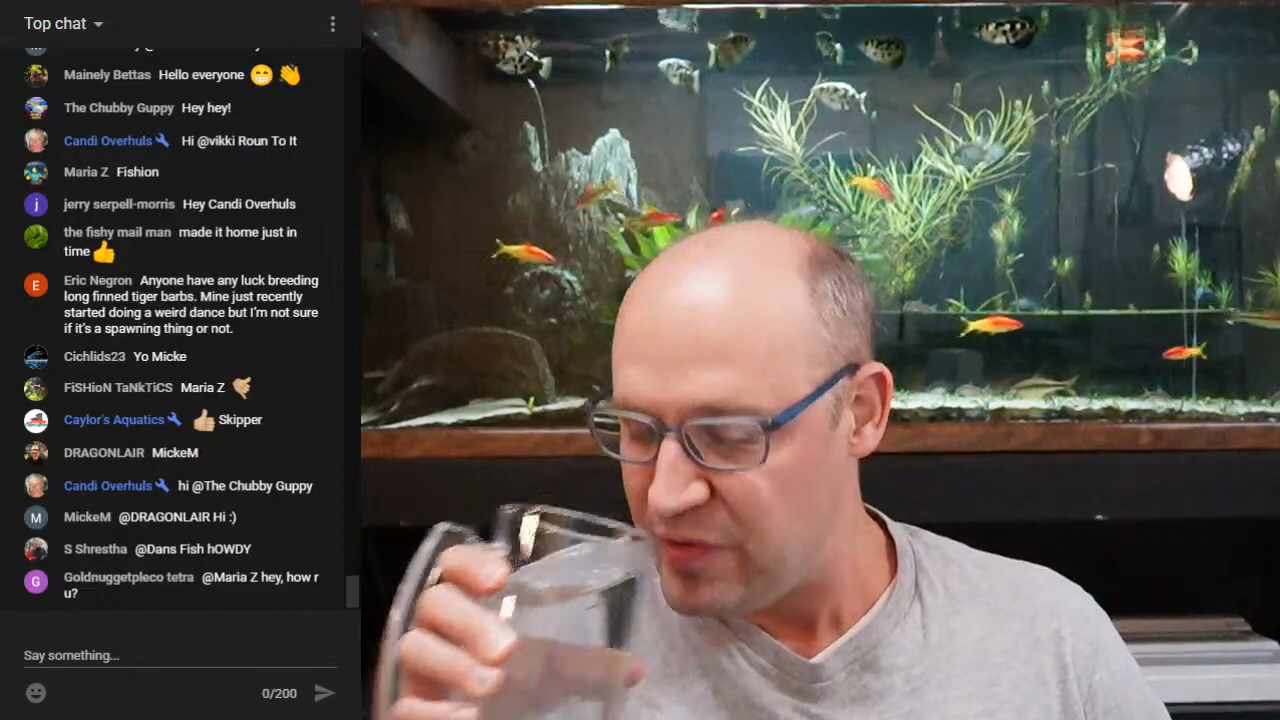 Top chat
Mainely Bettas Hello everyone 😁 👋
The Chubby Guppy Hey hey!
Candi Overhuls Hi @vikki Roun To It
Maria Z Fishion
jerry serpell-morris Hey Candi Overhuls
the fishy mail man made it home just in
time 👍
Eric Negron Anyone have any luck breeding
long finned tiger barbs. Mine just recently
started doing a weird dance but I'm not sure
if it's a spawning thing or not.
Cichlids23 Yo Micke
FiSHiON TaNkTiCS Maria Z
Caylor's Aquatics 👍🏼 Skipper
DRAGONLAIR MickeM
Candi Overhuls hi @The Chubby Guppy
MickeM @DRAGONLAIR Hi :)
S Shrestha @Dans Fish hOWDY
Goldnuggetpleco tetra @Maria Z hey, how r
u?
Say something...
0/200